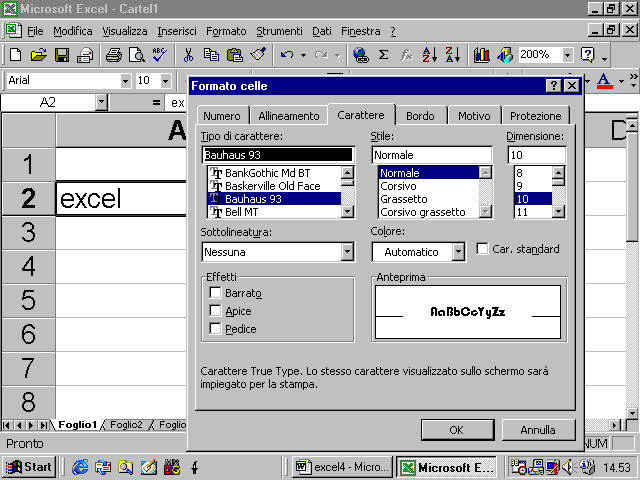 Microsoft Excel - Cartel1
File Modifica Visualizza Inserisci Formato Strumenti Dati Finestra ?
200%
Arial 10
A2 = ex
Formato celle
Numero Allineamento Carattere Bordo Motivo Protezione
Tipo di carattere: Stile: Dimensione:
Bauhaus 93 Normale 10
BankGothic Md BT Normale 8
Baskerville Old Face Corsivo 9
Bauhaus 93 Grassetto 10
Bell MT Corsivo grassetto 11
Sottolineatura: Colore:
Nessuna Automatico Car. standard
Effetti Anteprima
Barrato
Apice
Pedice
AaBbCcYyZz
Carattere True Type. Lo stesso carattere visualizzato sullo schermo sarà
impiegato per la stampa.
OK Annulla
A D
1
2 excel
3
4
5
6
7
8
Foglio1 Foglio2 Foglio
Pronto NUM
Start excel4 - Micro... Microsoft E... 14.53